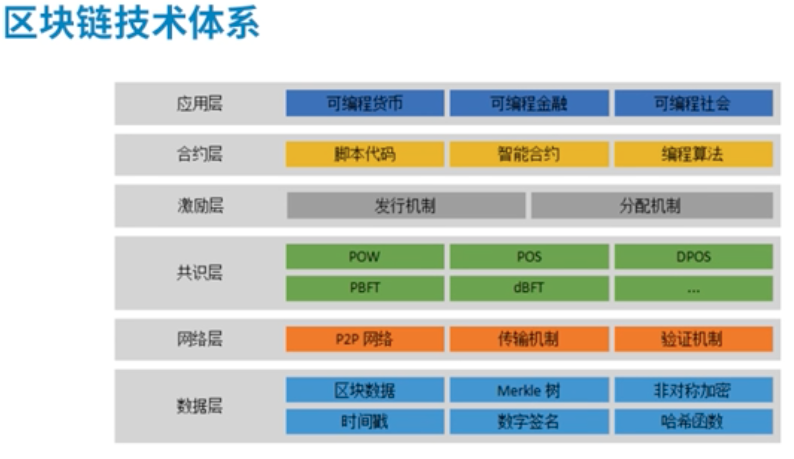 区块链技术体系
应用层 可编程货币 可编程金融 可编程社会
合约层 脚本代码 智能合约 编程算法
激励层 发行机制 分配机制
共识层
POW POS DPOS
PBFT dBFT ...
网络层 P2P 网络 传输机制 验证机制
数据层
区块数据 Merkle 树 非对称加密
时间戳 数字签名 哈希函数